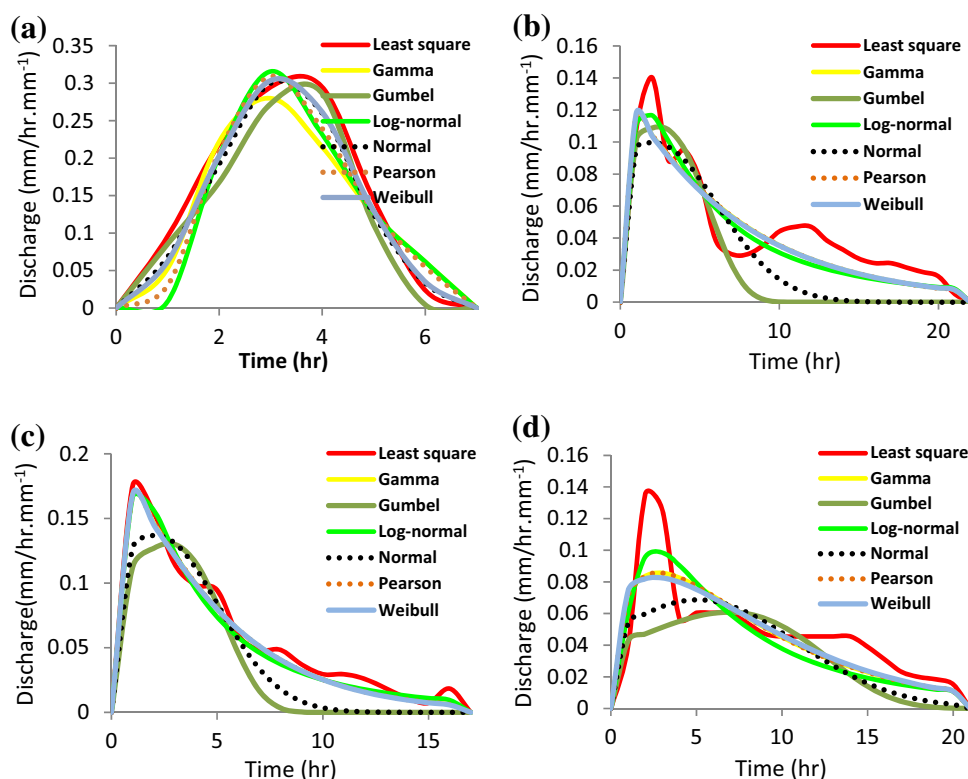 (a)
Discharge (mm/hr.mm⁻¹)
0.35
0.3
0.25
0.2
0.15
0.1
0.05
0
0 2 4 6
Time (hr)
Least square
Gamma
Gumbel
Log-normal
Normal
Pearson
Weibull
(b)
Discharge (mm/hr.mm⁻¹)
0.16
0.14
0.12
0.1
0.08
0.06
0.04
0.02
0
0 10 20
Time (hr)
Least square
Gamma
Gumbel
Log-normal
Normal
Pearson
Weibull
(c)
Discharge(mm/hr.mm⁻¹)
0.2
0.15
0.1
0.05
0
0 5 10 15
Time (hr)
Least square
Gamma
Gumbel
Log-normal
Normal
Pearson
Weibull
(d)
Discharge (mm/hr.mm⁻¹)
0.16
0.14
0.12
0.1
0.08
0.06
0.04
0.02
0
0 5 10 15 20
Time (hr)
Least square
Gamma
Gumbel
Log-normal
Normal
Pearson
Weibull